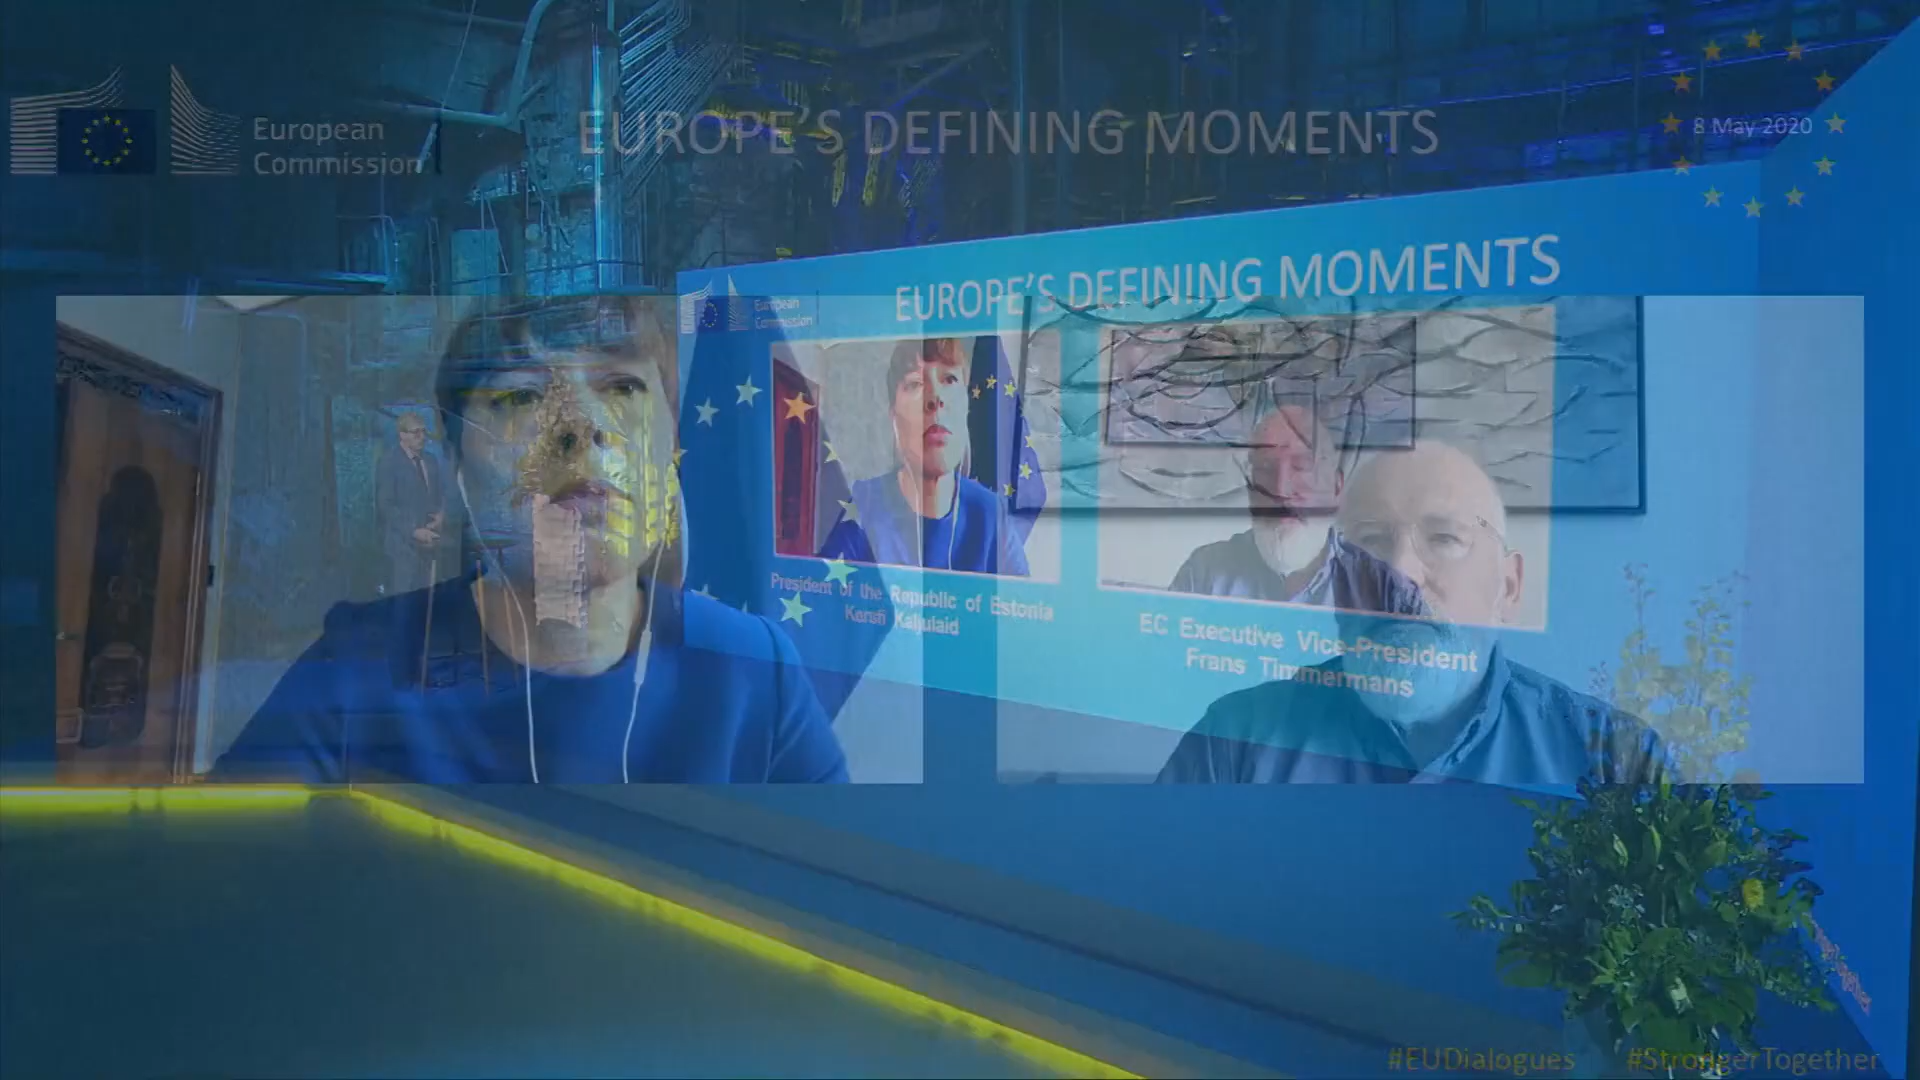 European
Commission
EUROPE'S DEFINING MOMENTS
8 May 2020
European
Commission
EUROPE'S DEFINING MOMENTS
President of the Republic of Estonia
Kersti Kaljulaid
EC Executive Vice-President
Frans Timmermans
#EUDialogues
#StrongerTogether